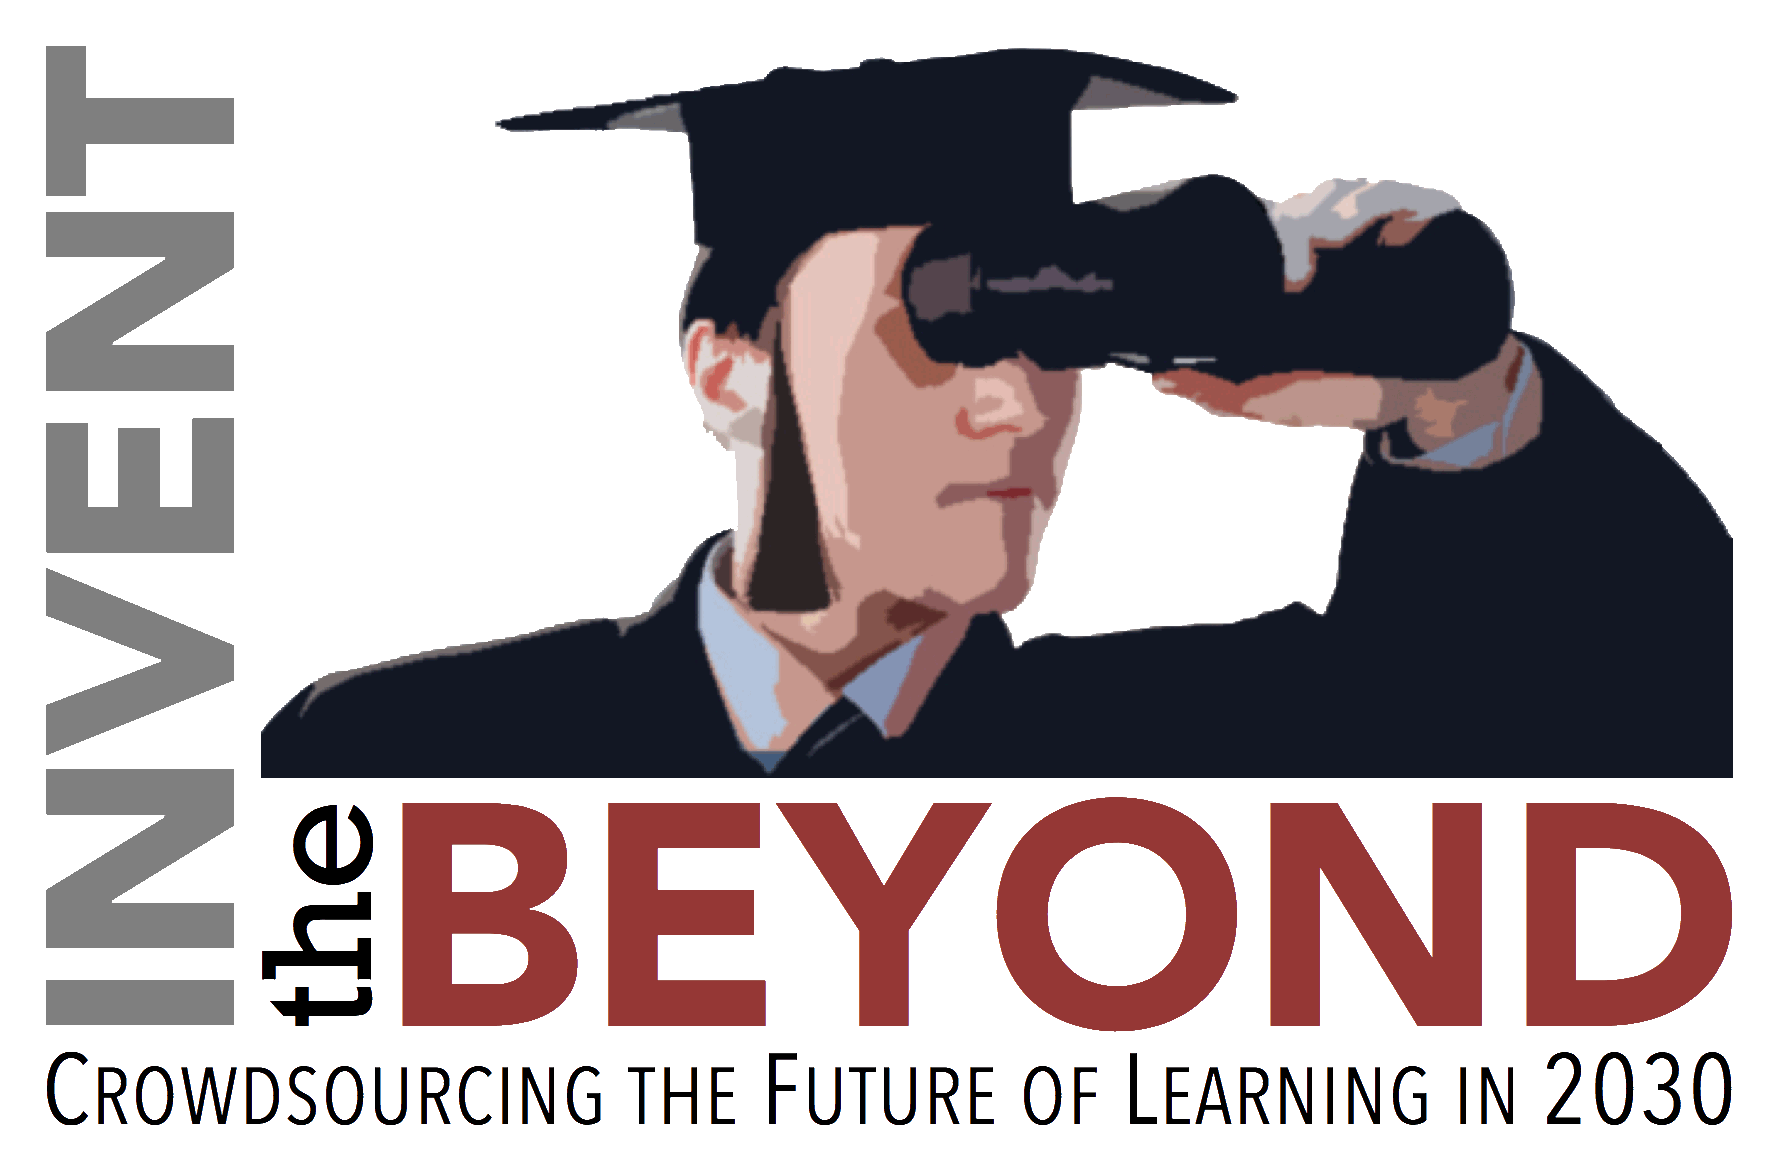 INVENT
the
BEYOND
CROWDSOURCING THE FUTURE OF LEARNING IN 2030